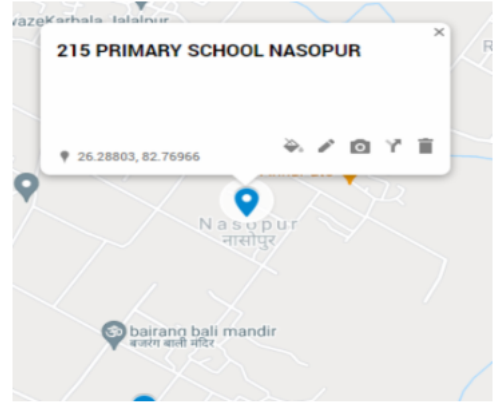 vazeKarbala Jalalpur
215 PRIMARY SCHOOL NASOPUR
26.28803, 82.76966
Nasopur
नासोपुर
bairang bali mandir
बजरंग बाली मंदिर